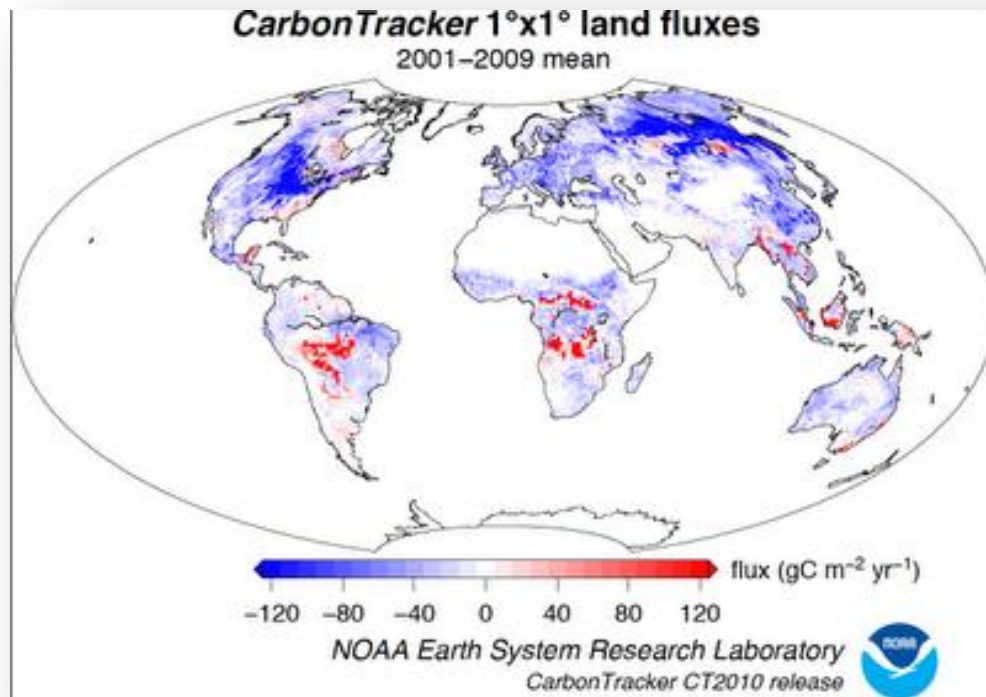 CarbonTracker 1°x1° land fluxes
2001–2009 mean
flux (gC m⁻² yr⁻¹)
−120 −80 −40 0 40 80 120
NOAA Earth System Research Laboratory
CarbonTracker CT2010 release
NOAA